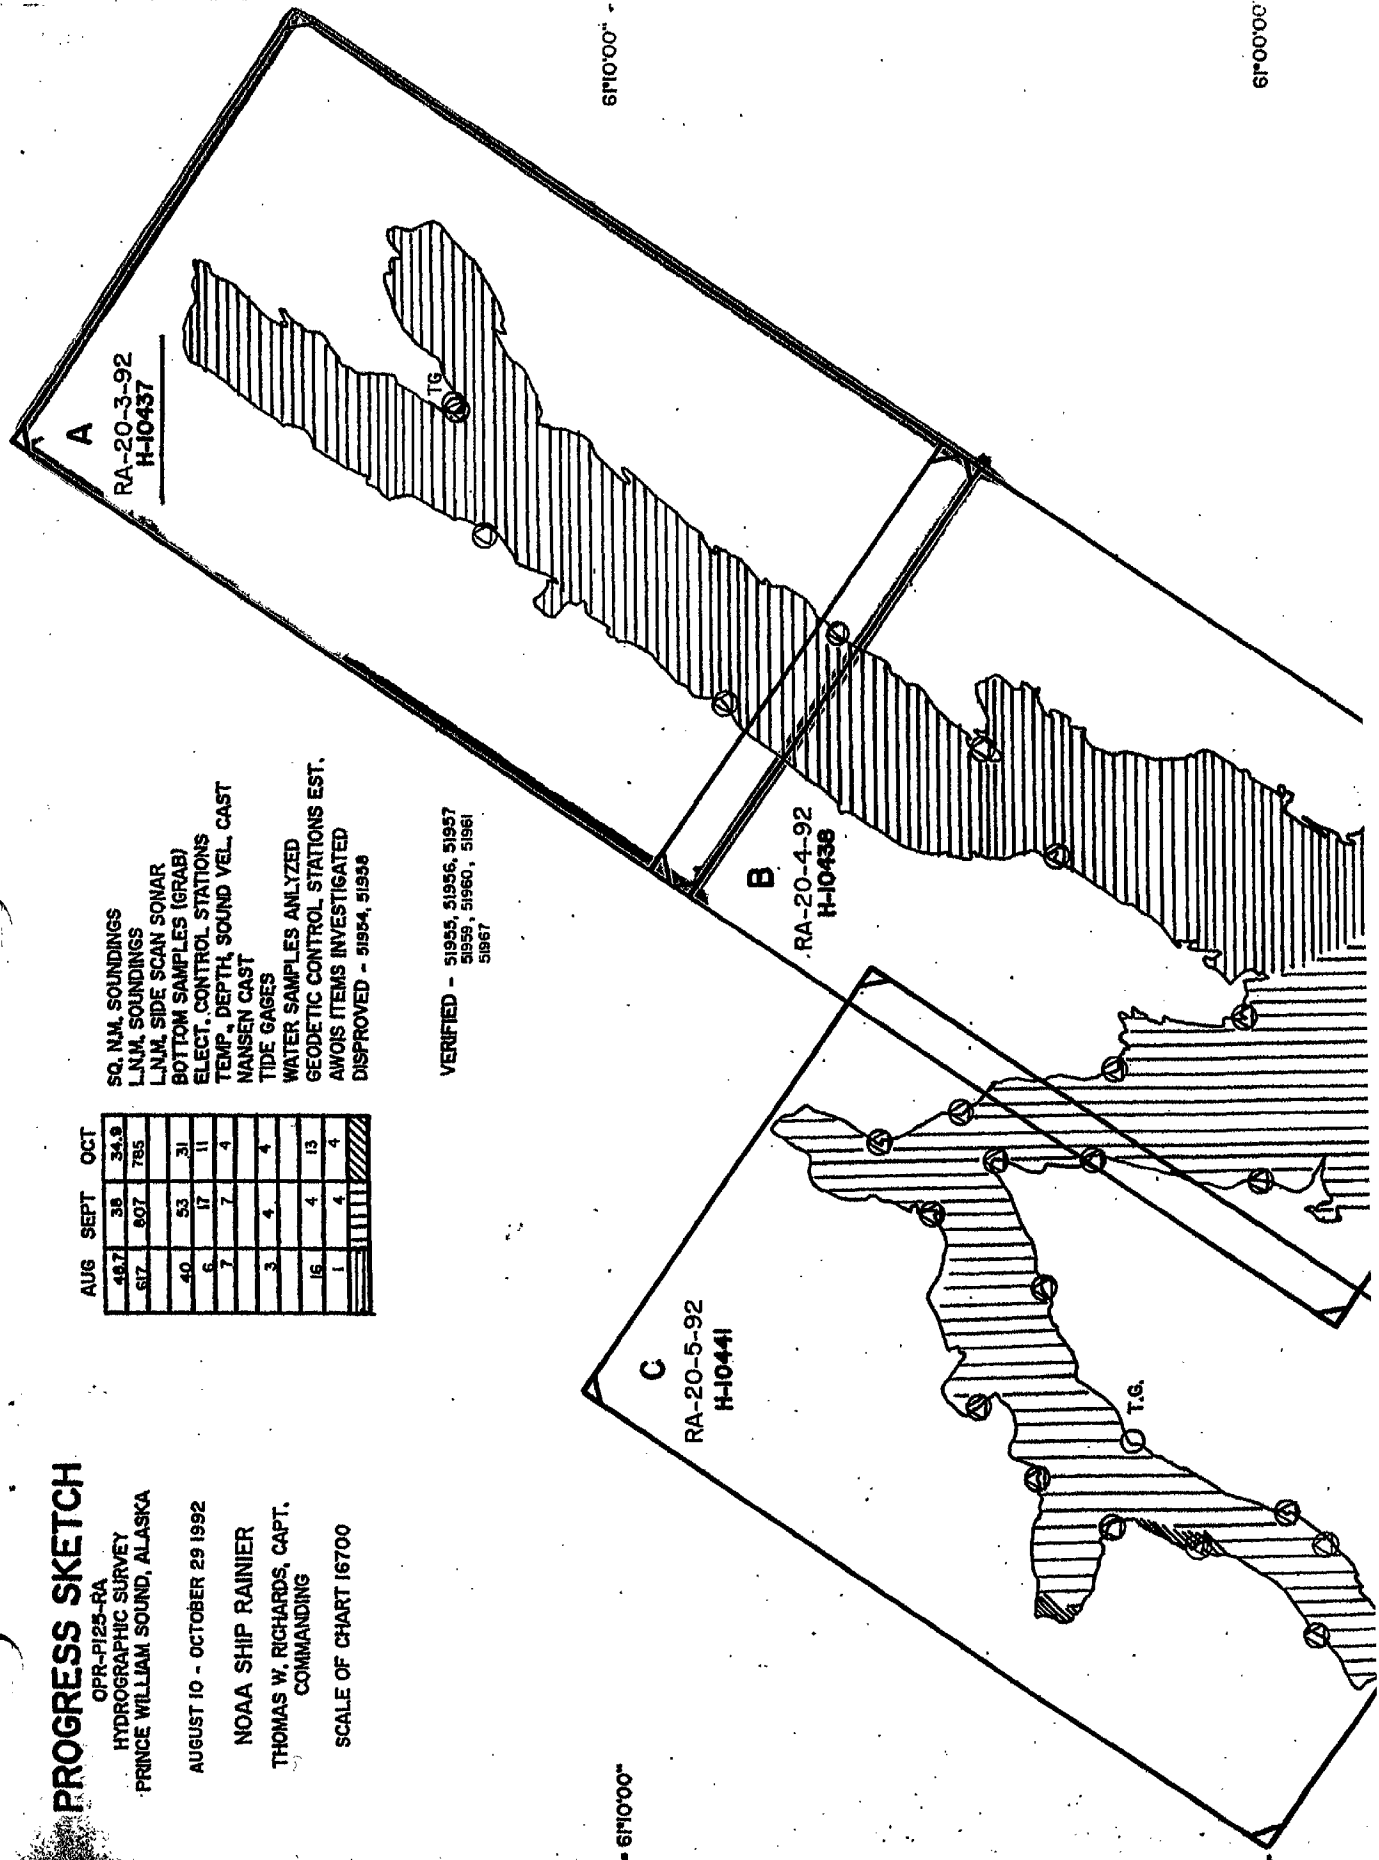 PROGRESS SKETCH
OPR-P125-RA
HYDROGRAPHIC SURVEY
PRINCE WILLIAM SOUND, ALASKA
AUGUST 10 - OCTOBER 29 1992
NOAA SHIP RAINIER
THOMAS W. RICHARDS, CAPT.
COMMANDING
SCALE OF CHART 16700
AUG SEPT OCT
48.7 38 34.9 SQ. N.M. SOUNDINGS
617 807 785 L.N.M. SOUNDINGS
L.N.M. SIDE SCAN SONAR
40 53 31 BOTTOM SAMPLES (GRAB)
6 17 11 ELECT. CONTROL STATIONS
7 7 4 TEMP., DEPTH, SOUND VEL. CAST
NANSEN CAST
3 4 4 TIDE GAGES
WATER SAMPLES ANLYZED
16 4 13 GEODETIC CONTROL STATIONS EST.
1 4 4 AWOIS ITEMS INVESTIGATED
DISPROVED - 51954, 51958
VERIFIED - 51955, 51956, 51957
51959, 51960, 51961
51967
A
RA-20-3-92
H-10437
TG
B
RA-20-4-92
H-10438
C
RA-20-5-92
H-10441
T.G.
61°10'00"
61°10'00"
61°00'00"